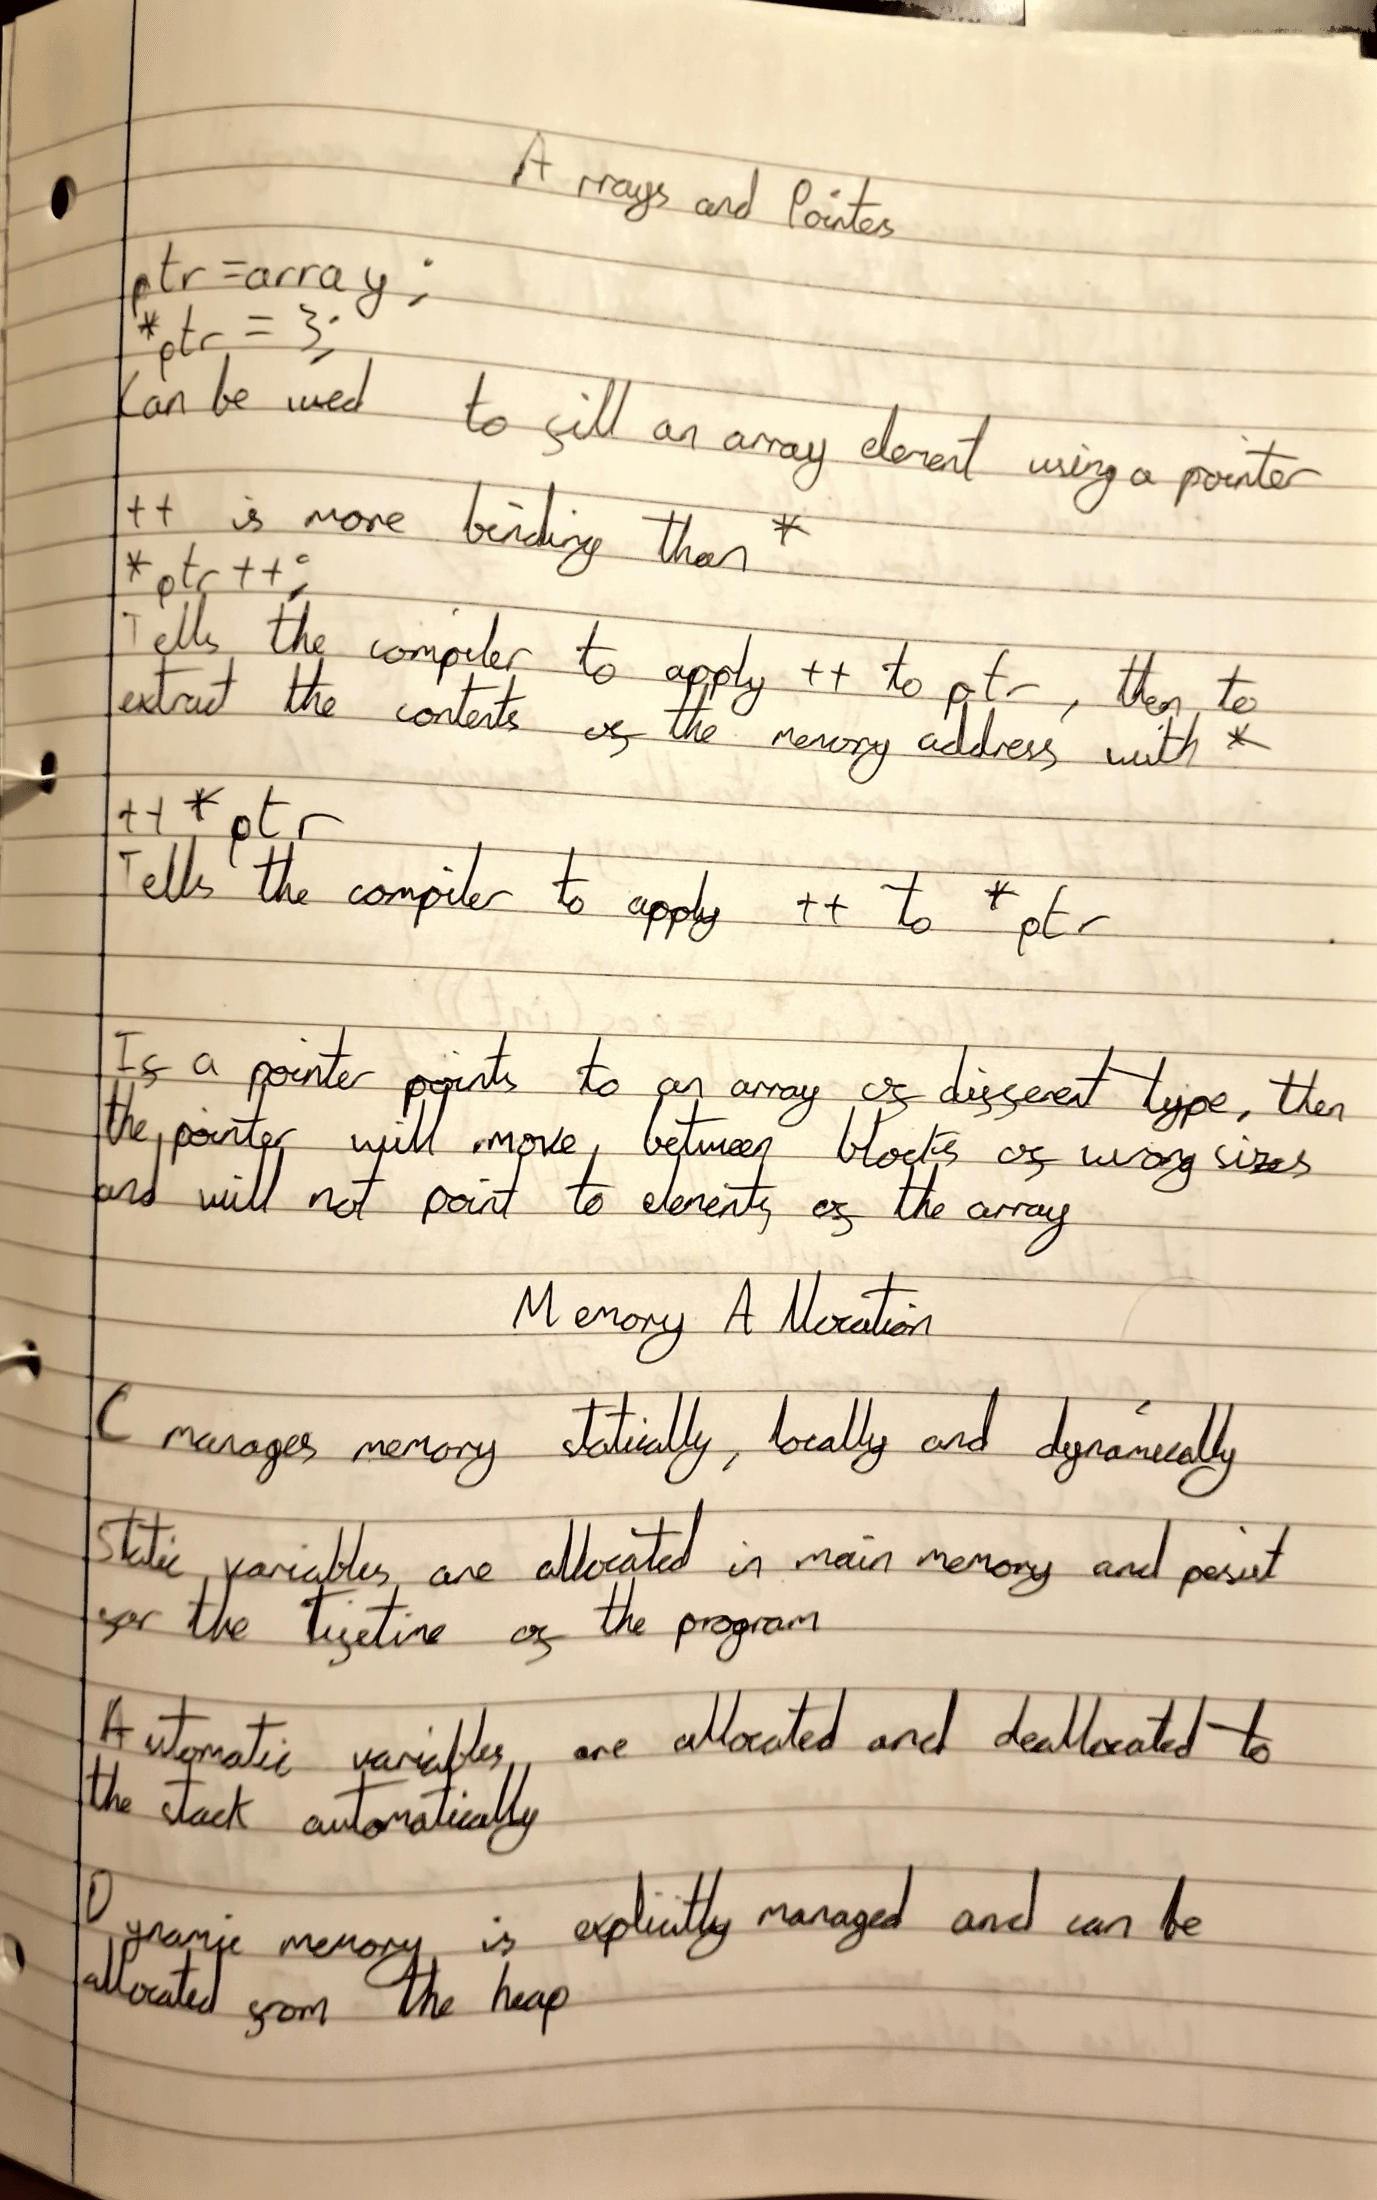 Arrays and Pointes
ptr=array;
*ptr = 3;
Can be used to fill an array element using a pointer
++ is more binding than *
*ptr++;
Tells the compiler to apply ++ to ptr, then to
extract the contents of the memory address with *
++*ptr
Tells the compiler to apply ++ to *ptr
If a pointer points to an array of different type, then
the pointer will move between blocks of wrong sizes
and will not point to elements of the array
Memory Allocation
C manages memory statically, locally and dynamically
Static variables are allocated in main memory and persist
for the lifetime of the program
Automatic variables are allocated and deallocated to
the stack automatically
Dynamic memory is explicitly managed and can be
allocated from the heap